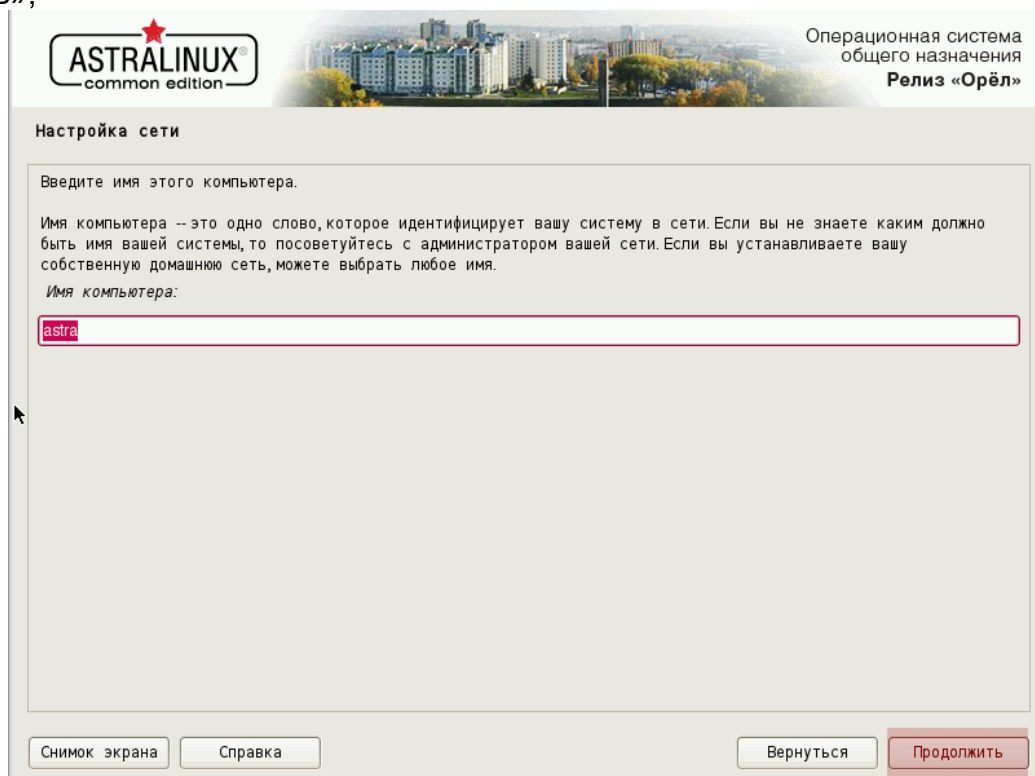 ASTRALINUX®
common edition
Операционная система
общего назначения
Релиз «Орёл»
Настройка сети
Введите имя этого компьютера.
Имя компьютера -- это одно слово, которое идентифицирует вашу систему в сети. Если вы не знаете каким должно
быть имя вашей системы, то посоветуйтесь с администратором вашей сети. Если вы устанавливаете вашу
собственную домашнюю сеть, можете выбрать любое имя.
Имя компьютера:
astra
Снимок экрана
Справка
Вернуться
Продолжить